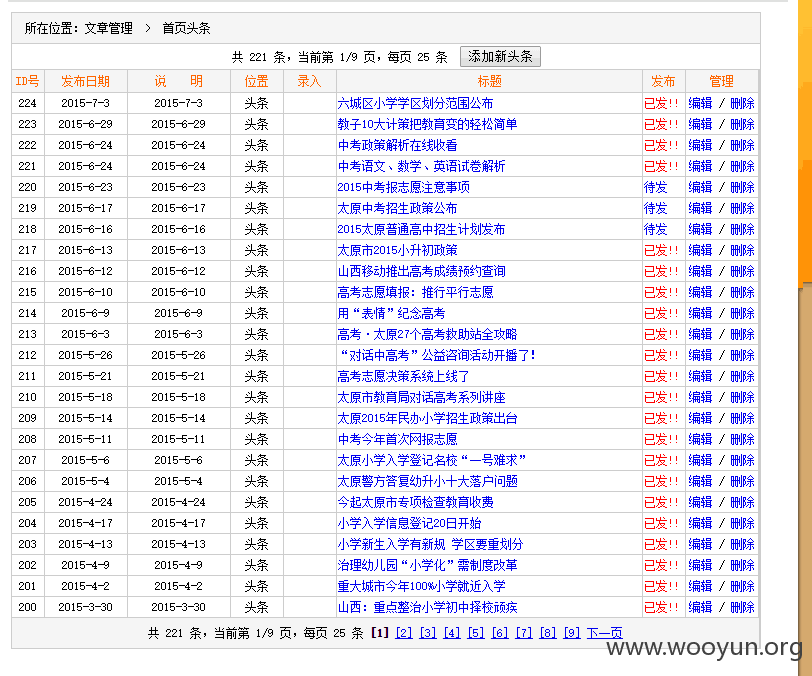 所在位置：文章管理 > 首页头条
共 221 条，当前第 1/9 页，每页 25 条 添加新头条
ID号 发布日期 说 明 位置 录入 标题 发布 管理
224 2015-7-3 2015-7-3 头条 六城区小学学区划分范围公布 已发!! 编辑 / 删除
223 2015-6-29 2015-6-29 头条 教子10大计策把教育变的轻松简单 已发!! 编辑 / 删除
222 2015-6-24 2015-6-24 头条 中考政策解析在线收看 已发!! 编辑 / 删除
221 2015-6-24 2015-6-24 头条 中考语文、数学、英语试卷解析 已发!! 编辑 / 删除
220 2015-6-23 2015-6-23 头条 2015中考报志愿注意事项 待发 编辑 / 删除
219 2015-6-17 2015-6-17 头条 太原中考招生政策公布 待发 编辑 / 删除
218 2015-6-16 2015-6-16 头条 2015太原普通高中招生计划发布 待发 编辑 / 删除
217 2015-6-13 2015-6-13 头条 太原市2015小升初政策 已发!! 编辑 / 删除
216 2015-6-12 2015-6-12 头条 山西移动推出高考成绩预约查询 已发!! 编辑 / 删除
215 2015-6-10 2015-6-10 头条 高考志愿填报：推行平行志愿 已发!! 编辑 / 删除
214 2015-6-9 2015-6-9 头条 用“表情”纪念高考 已发!! 编辑 / 删除
213 2015-6-3 2015-6-3 头条 高考·太原27个高考救助站全攻略 已发!! 编辑 / 删除
212 2015-5-26 2015-5-26 头条 “对话中高考”公益咨询活动开播了! 已发!! 编辑 / 删除
211 2015-5-21 2015-5-21 头条 高考志愿决策系统上线了 已发!! 编辑 / 删除
210 2015-5-18 2015-5-18 头条 太原市教育局对话高考系列讲座 已发!! 编辑 / 删除
209 2015-5-14 2015-5-14 头条 太原2015年民办小学招生政策出台 已发!! 编辑 / 删除
208 2015-5-11 2015-5-11 头条 中考今年首次网报志愿 已发!! 编辑 / 删除
207 2015-5-6 2015-5-6 头条 太原小学入学登记名校“一号难求” 已发!! 编辑 / 删除
206 2015-5-4 2015-5-4 头条 太原警方答复幼升小十大落户问题 已发!! 编辑 / 删除
205 2015-4-24 2015-4-24 头条 今起太原市专项检查教育收费 已发!! 编辑 / 删除
204 2015-4-17 2015-4-17 头条 小学入学信息登记20日开始 已发!! 编辑 / 删除
203 2015-4-13 2015-4-13 头条 小学新生入学有新规 学区要重划分 已发!! 编辑 / 删除
202 2015-4-9 2015-4-9 头条 治理幼儿园“小学化”需制度改革 已发!! 编辑 / 删除
201 2015-4-2 2015-4-2 头条 重大城市今年100%小学就近入学 已发!! 编辑 / 删除
200 2015-3-30 2015-3-30 头条 山西：重点整治小学初中择校顽疾 已发!! 编辑 / 删除
共 221 条，当前第 1/9 页，每页 25 条 [1] [2] [3] [4] [5] [6] [7] [8] [9] 下一页
www.wooyun.org